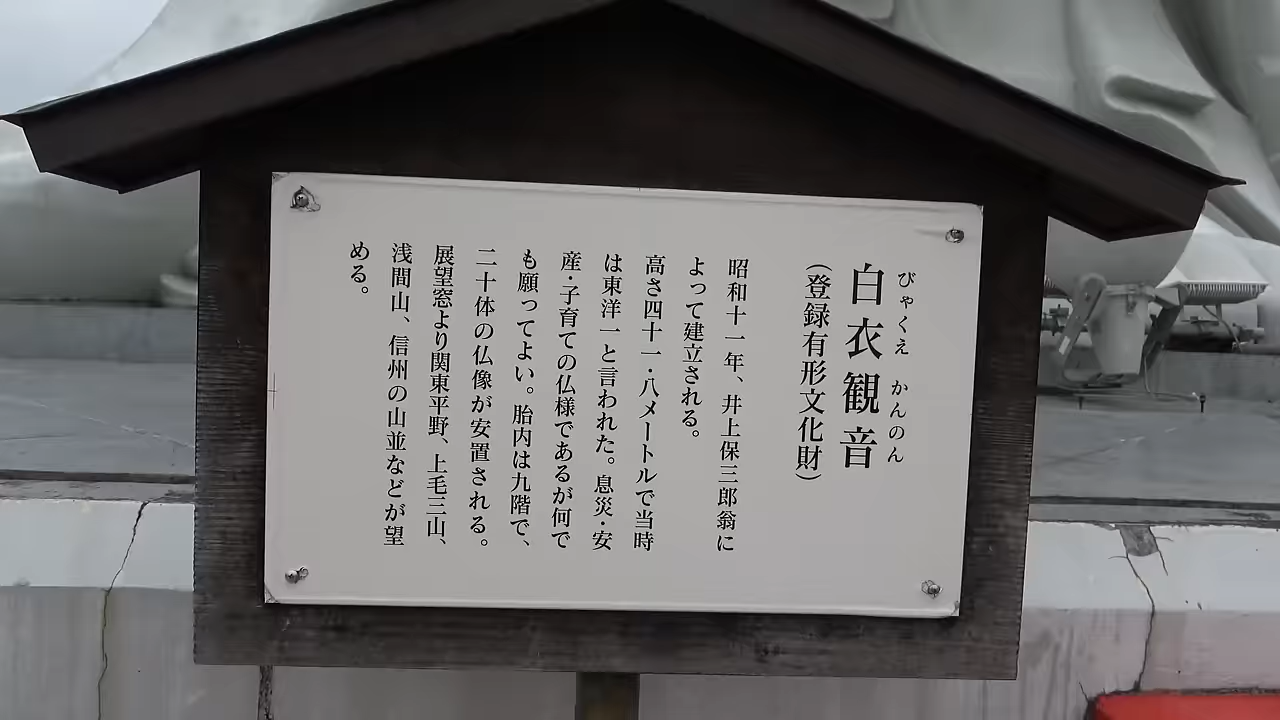 びゃくえ かんのん
白衣観音
（登録有形文化財）
昭和十一年、井上保三郎翁に
よって建立される。
高さ四十一・八メートルで当時
は東洋一と言われた。息災・安
産・子育ての仏様であるが何で
も願ってよい。胎内は九階で、
二十体の仏像が安置される。
展望窓より関東平野、上毛三山、
浅間山、信州の山並などが望
める。